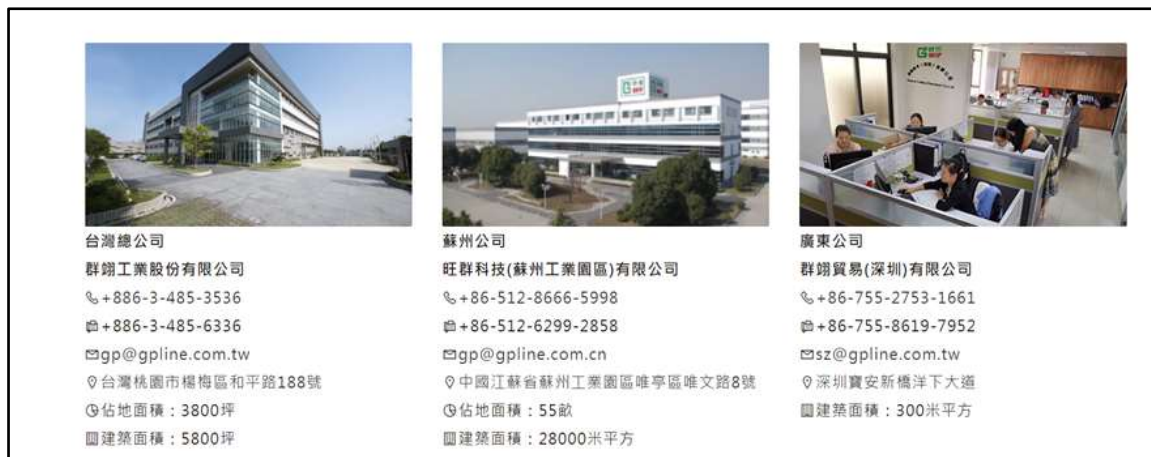 台灣總公司
群翊工業股份有限公司
+886-3-485-3536
+886-3-485-6336
gp@gpline.com.tw
台灣桃園市楊梅區和平路188號
佔地面積：3800坪
建築面積：5800坪
蘇州公司
旺群科技(蘇州工業園區)有限公司
+86-512-8666-5998
+86-512-6299-2858
gp@gpline.com.cn
中國江蘇省蘇州工業園區唯亭區唯文路8號
佔地面積：55畝
建築面積：28000米平方
廣東公司
群翊貿易(深圳)有限公司
+86-755-2753-1661
+86-755-8619-7952
sz@gpline.com.tw
深圳寶安新橋洋下大道
建築面積：300米平方